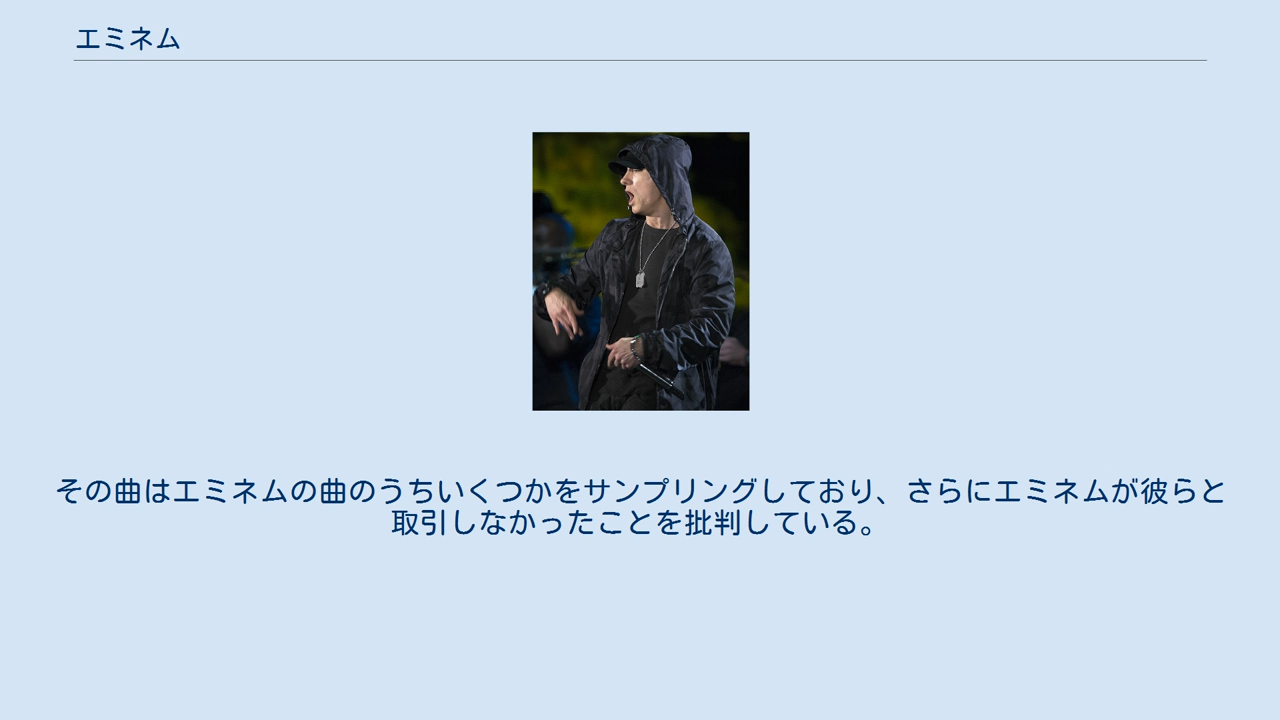 エミネム
その曲はエミネムの曲のうちいくつかをサンプリングしており、さらにエミネムが彼らと
取引しなかったことを批判している。